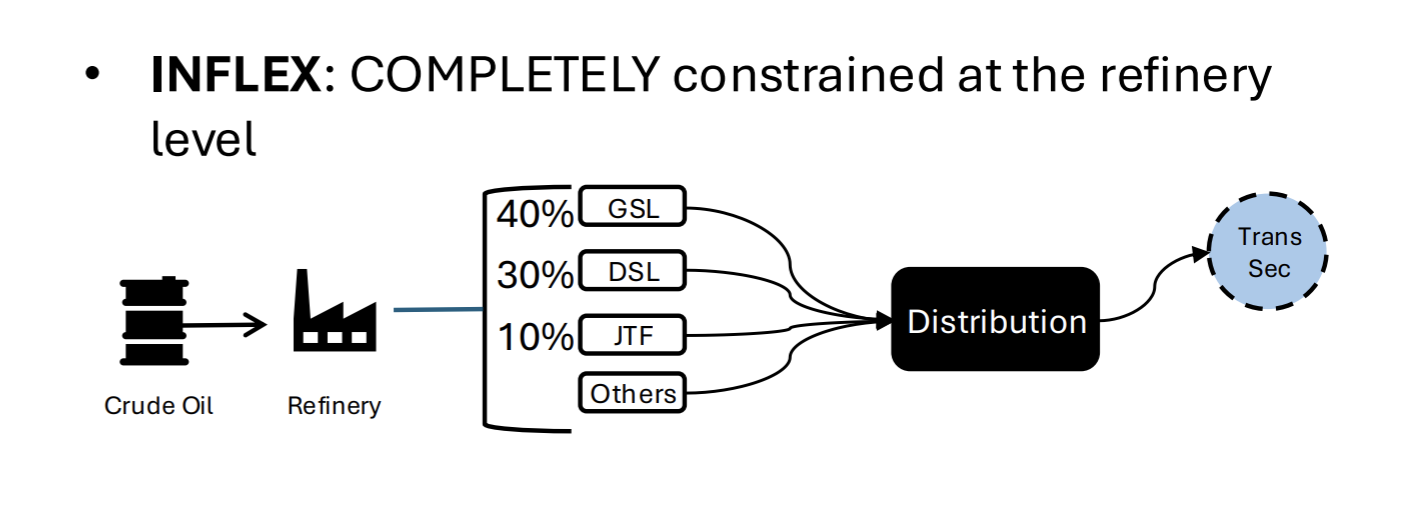 • INFLEX: COMPLETELY constrained at the refinery
level
40% GSL
30% DSL
10% JTF
Others
Distribution
Trans
Sec
Crude Oil
Refinery